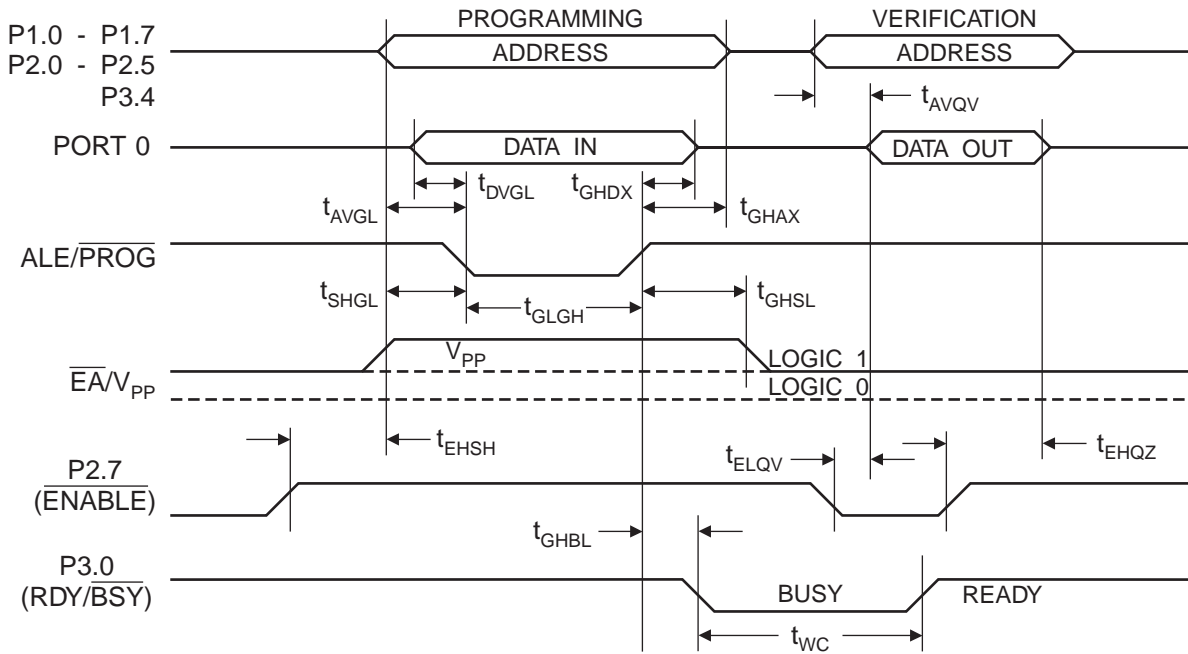 PROGRAMMING
VERIFICATION
P1.0 - P1.7
P2.0 - P2.5
P3.4
ADDRESS
ADDRESS
tAVQV
PORT 0
DATA IN
DATA OUT
tDVGL
tGHDX
tAVGL
tGHAX
ALE/PROG
tSHGL
tGLGH
tGHSL
VPP
LOGIC 1
EA/VPP
LOGIC 0
tEHSH
tELQV
tEHQZ
P2.7
(ENABLE)
tGHBL
P3.0
(RDY/BSY)
BUSY
READY
tWC